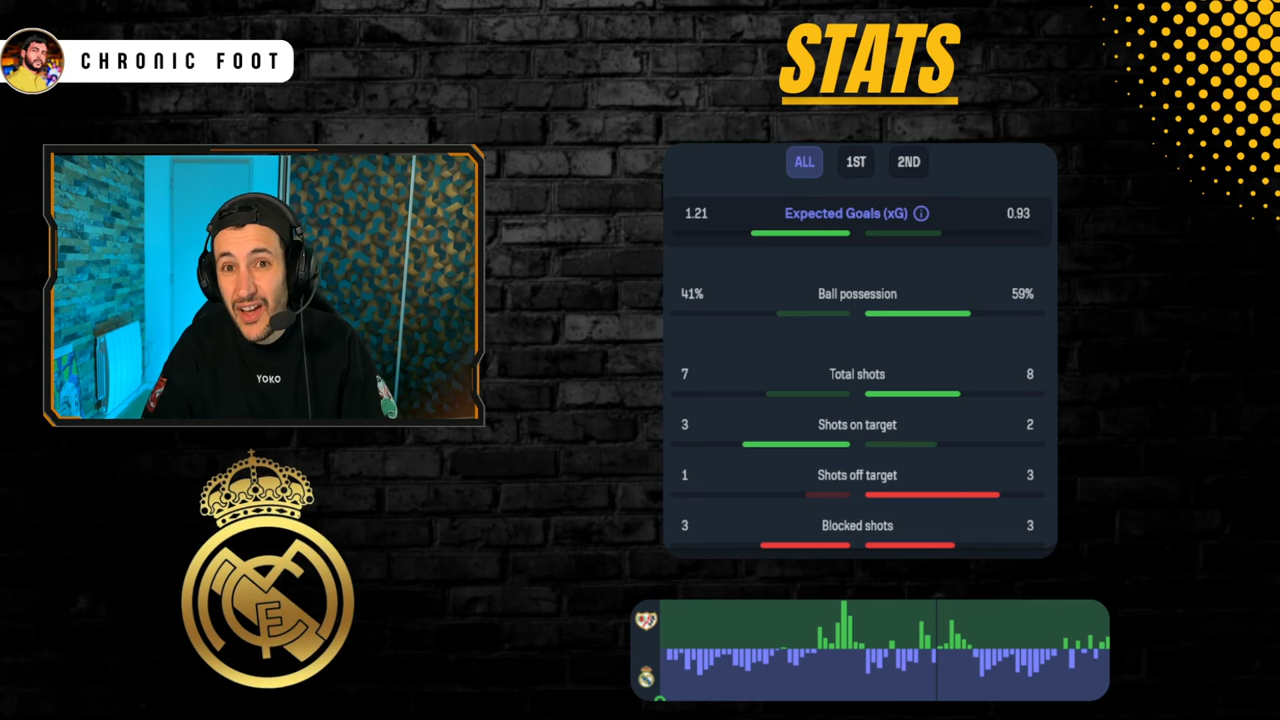 CHRONIC FOOT
STATS
ALL 1ST 2ND
1.21 Expected Goals (xG) 0.93
41% Ball possession 59%
7 Total shots 8
3 Shots on target 2
1 Shots off target 3
3 Blocked shots 3
YOKO